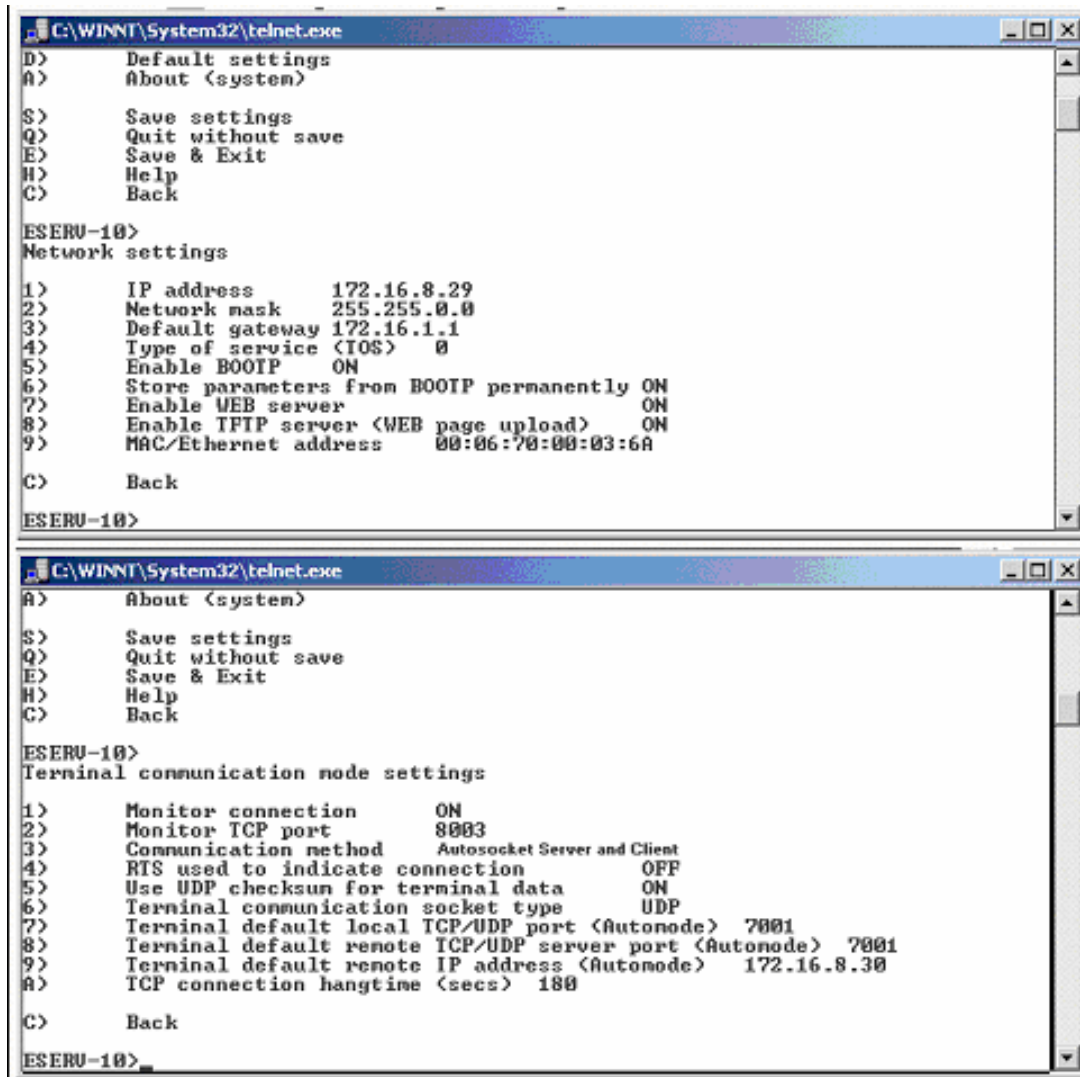 C:\WINNT\System32\telnet.exe
D> Default settings
A> About (system)
S> Save settings
Q> Quit without save
E> Save & Exit
H> Help
C> Back
ESERV-10>
Network settings
1> IP address 172.16.8.29
2> Network mask 255.255.0.0
3> Default gateway 172.16.1.1
4> Type of service (TOS) 0
5> Enable BOOTP ON
6> Store parameters from BOOTP permanently ON
7> Enable WEB server ON
8> Enable TFTP server (WEB page upload) ON
9> MAC/Ethernet address 00:06:70:00:03:6A
C> Back
ESERV-10>
C:\WINNT\System32\telnet.exe
A> About (system)
S> Save settings
Q> Quit without save
E> Save & Exit
H> Help
C> Back
ESERV-10>
Terminal communication mode settings
1> Monitor connection ON
2> Monitor TCP port 8003
3> Communication method Autosocket Server and Client
4> RTS used to indicate connection OFF
5> Use UDP checksum for terminal data ON
6> Terminal communication socket type UDP
7> Terminal default local TCP/UDP port (Automode) 7001
8> Terminal default remote TCP/UDP server port (Automode) 7001
9> Terminal default remote IP address (Automode) 172.16.8.30
A> TCP connection hangtime (secs) 180
C> Back
ESERV-10>_